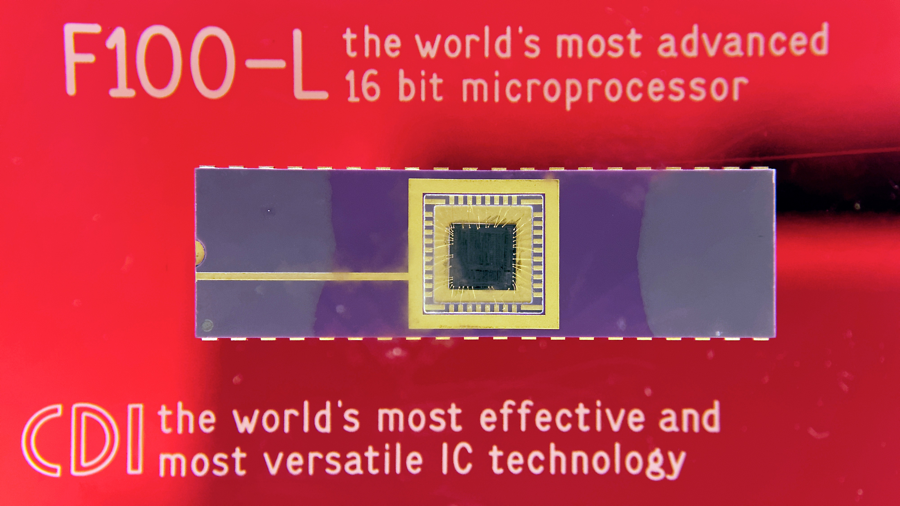 F100-L the world's most advanced
16 bit microprocessor
CDI the world's most effective and
most versatile IC technology